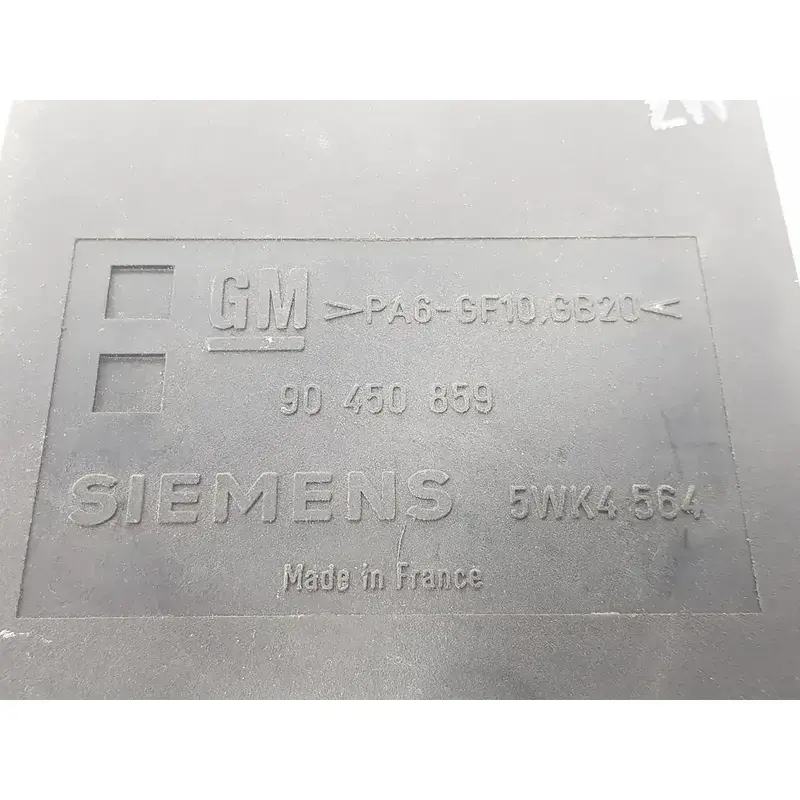 GM >PA6-GF10,GB20<
90 450 859
SIEMENS 5WK4 564
Made in France